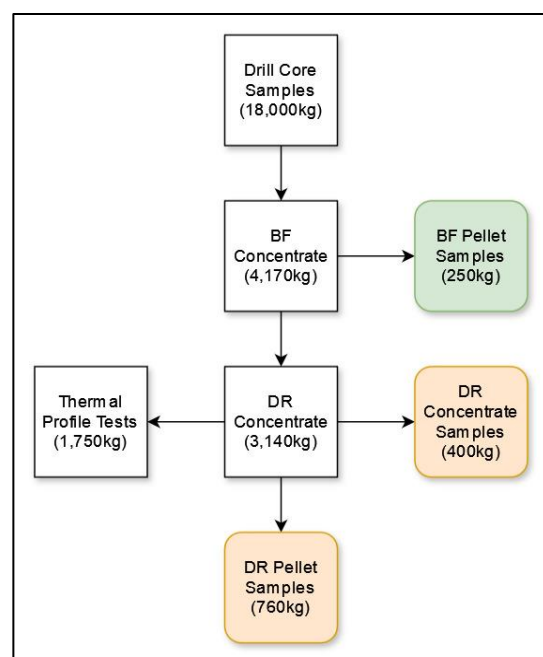 Drill Core
Samples
(18,000kg)
BF
Concentrate
(4,170kg)
BF Pellet
Samples
(250kg)
Thermal
Profile Tests
(1,750kg)
DR
Concentrate
(3,140kg)
DR
Concentrate
Samples
(400kg)
DR Pellet
Samples
(760kg)